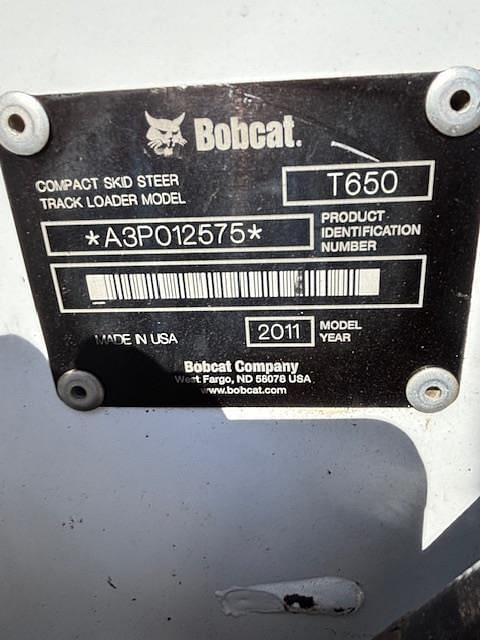 Bobcat.
COMPACT SKID STEER
TRACK LOADER MODEL
T650
*A3P012575*
PRODUCT
IDENTIFICATION
NUMBER
MADE IN USA
2011
MODEL
YEAR
Bobcat Company
West Fargo, ND 58078 USA
www.bobcat.com